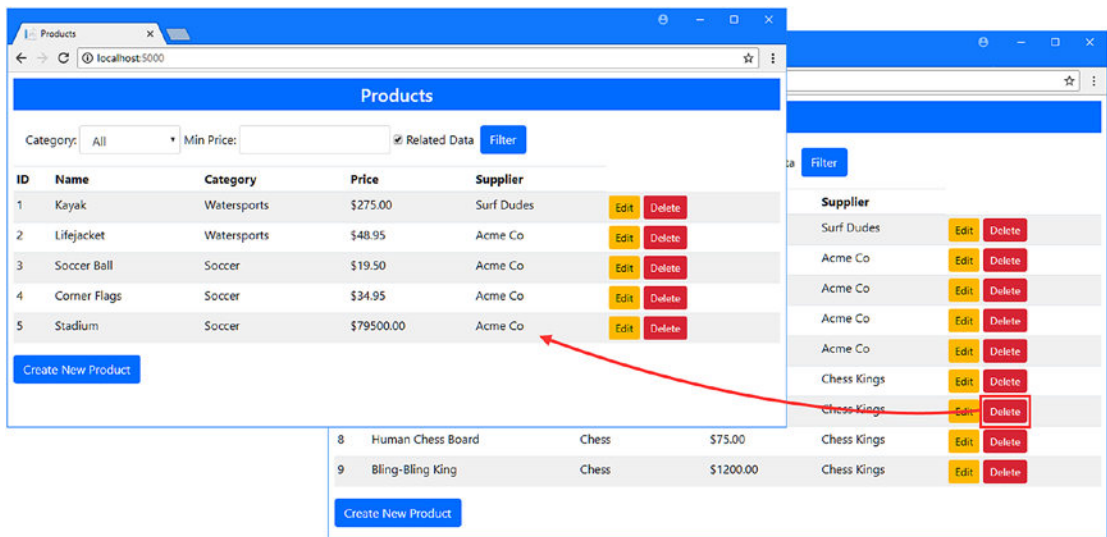 Products
localhost:5000
Products
Category: All Min Price: Related Data Filter
ID Name Category Price Supplier
1 Kayak Watersports $275.00 Surf Dudes Edit Delete
2 Lifejacket Watersports $48.95 Acme Co Edit Delete
3 Soccer Ball Soccer $19.50 Acme Co Edit Delete
4 Corner Flags Soccer $34.95 Acme Co Edit Delete
5 Stadium Soccer $79500.00 Acme Co Edit Delete
Create New Product
ta Filter
Supplier
Surf Dudes Edit Delete
Acme Co Edit Delete
Acme Co Edit Delete
Acme Co Edit Delete
Acme Co Edit Delete
Chess Kings Edit Delete
Chess Kings Edit Delete
8 Human Chess Board Chess $75.00 Chess Kings Edit Delete
9 Bling-Bling King Chess $1200.00 Chess Kings Edit Delete
Create New Product